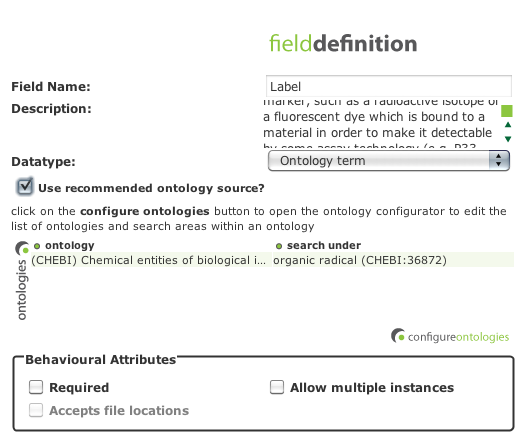 fielddefinition
Field Name:
Label
Description:
marker, such as a radioactive isotope or
a fluorescent dye which is bound to a
material in order to make it detectable
by some assay technology (e.g. P33
Datatype:
Ontology term
Use recommended ontology source?
click on the configure ontologies button to open the ontology configurator to edit the
list of ontologies and search areas within an ontology
ontology
search under
(CHEBI) Chemical entities of biological i...
organic radical (CHEBI:36872)
ontologies
configureontologies
Behavioural Attributes
Required
Allow multiple instances
Accepts file locations